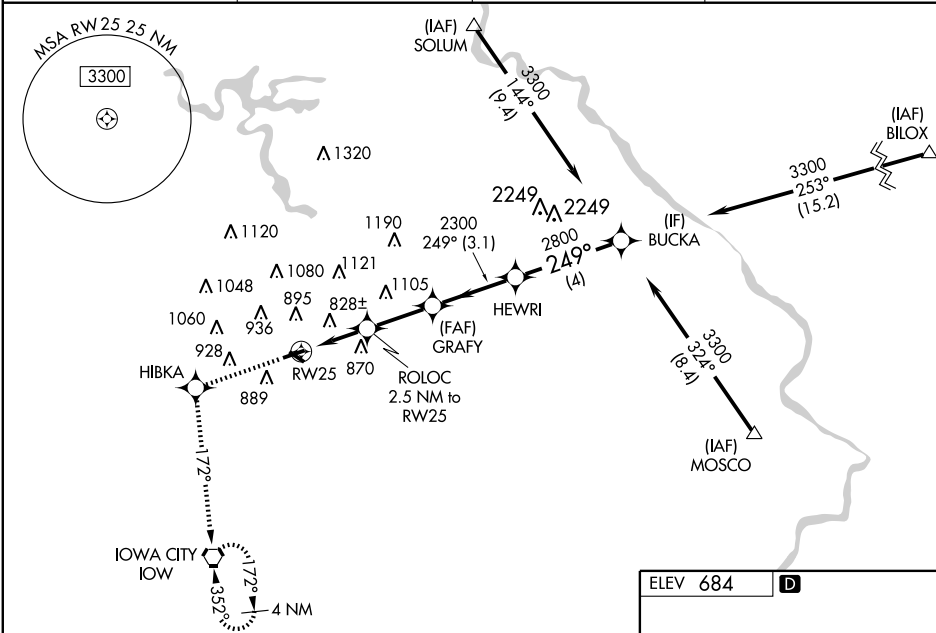 MSA RW25 25 NM
3300
(IAF)
SOLUM
3300
144°
(9.4)
(IAF)
BILOX
3300
253°
(15.2)
1320
2249
2249
1120
1190
2300
249° (3.1)
2800
249°
(4)
(IF)
BUCKA
1048
1080
1121
1105
HEWRI
1060
936
895
828±
(FAF)
GRAFY
928
HIBKA
889
RW25
870
ROLOC
2.5 NM to
RW25
3300
324°
(8.4)
(IAF)
MOSCO
172°
IOWA CITY
IOW
172°
352°
4 NM
ELEV 684
D